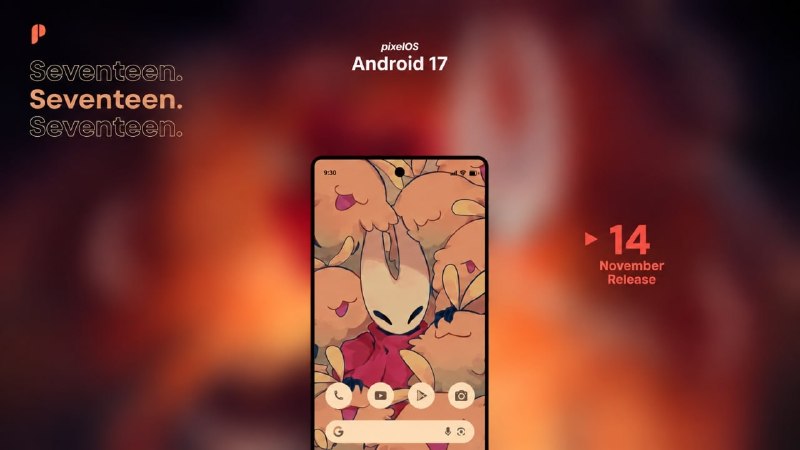 Seventeen.
Seventeen.
Seventeen.
pixelOS
Android 17
9:30
14
November
Release